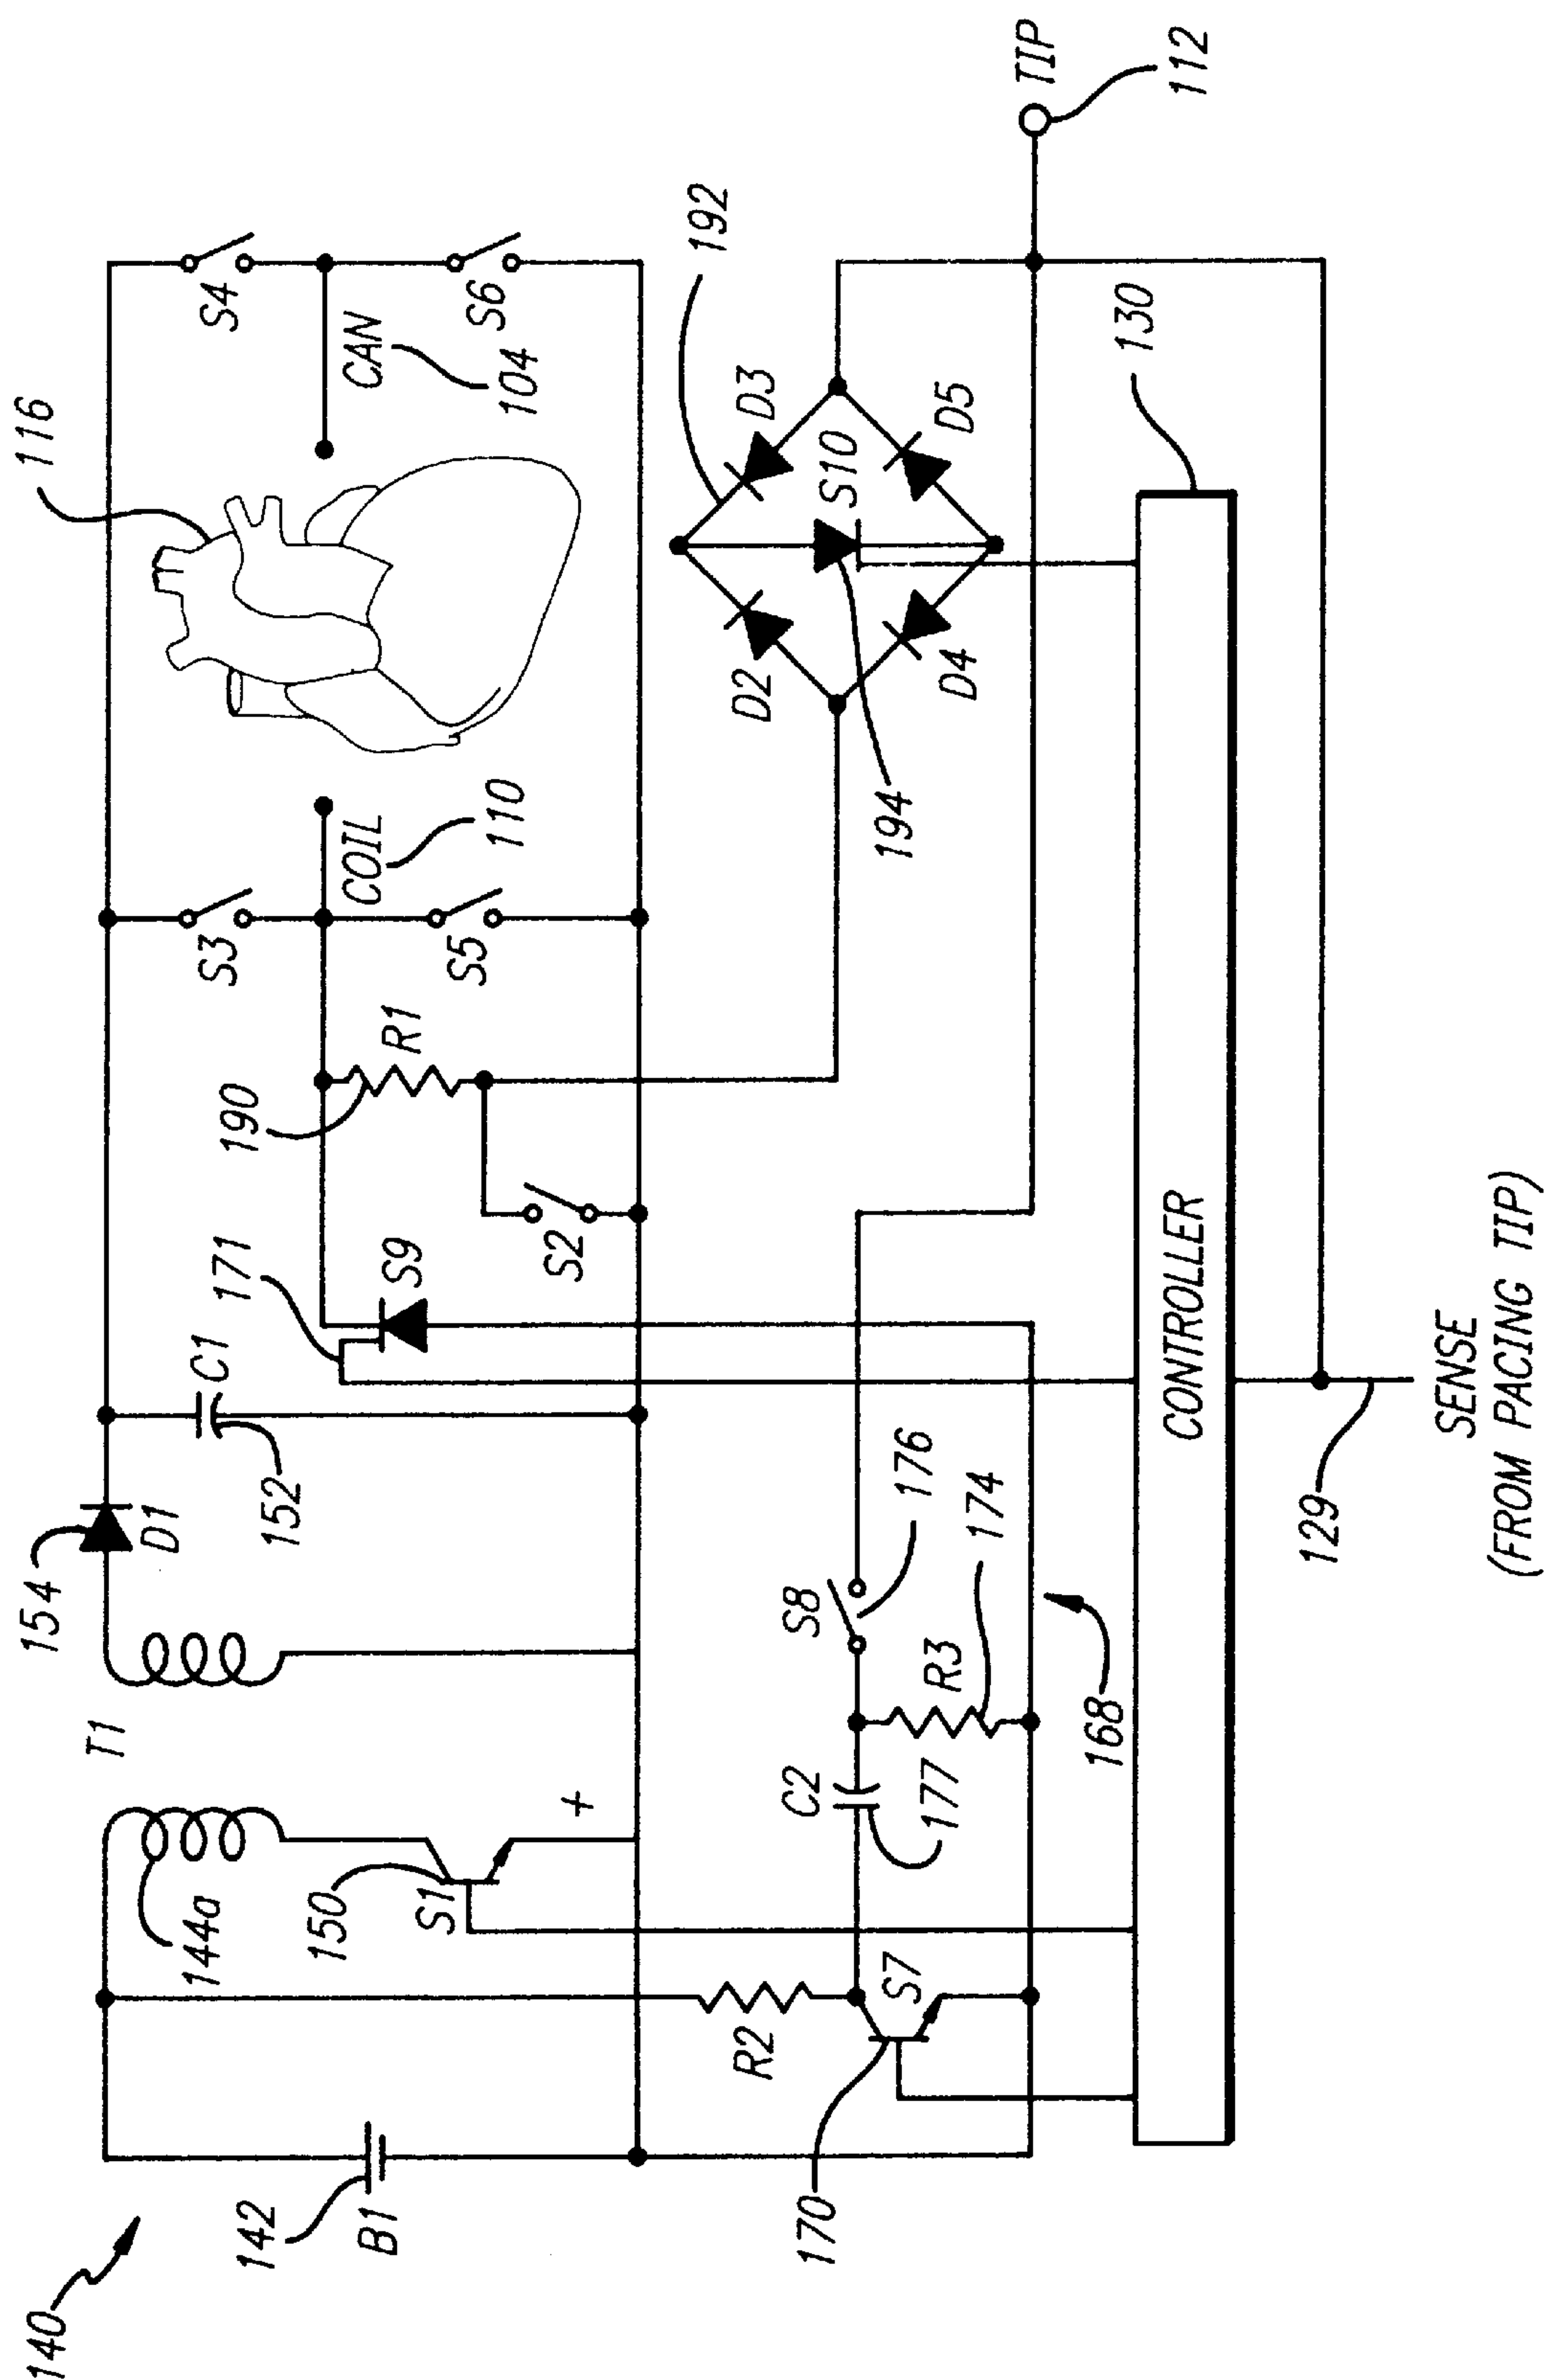 140
142
B1
144a
T1
154
D1
C1
152
171
S9
190
R1
S2
S3
COIL
110
S5
116
S4
CAN
104
S6
150
S1
+
R2
170
S7
C2
177
S8
176
R3
174
168
192
D3
D2
S10
D5
D4
194
TIP
112
130
CONTROLLER
129
SENSE
(FROM PACING TIP)